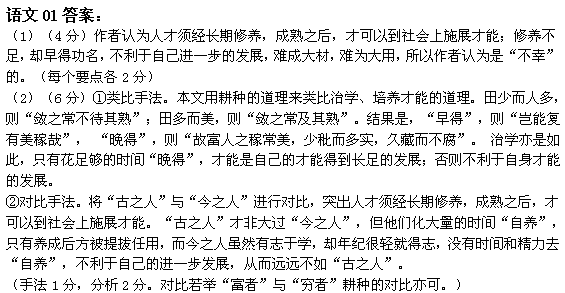 语文 01 答案：
（1）（4 分）作者认为人才须经长期修养，成熟之后，才可以到社会上施展才能；修养不
足，却早得功名，不利于自己进一步的发展，难成大材，难为大用，所以作者认为是“不幸”
的。（每个要点各 2 分）
（2）（6 分）①类比手法。本文用耕种的道理来类比治学、培养才能的道理。田少而人多，
则“敛之常不待其熟”；田多而美，则“敛之常及其熟”。结果是，“早得”，则“岂能复
有美稼哉”， “晚得”，则“故富人之稼常美，少秕而多实，久藏而不腐”。 治学亦是如
此，只有花足够的时间“晚得”，才能是自己的才能得到长足的发展；否则不利于自身才能
的发展。
②对比手法。将“古之人”与“今之人”进行对比，突出人才须经长期修养，成熟之后，才
可以到社会上施展才能。“古之人”才非大过“今之人”，但他们化大量的时间“自养”，
只有养成后方被提拔任用，而今之人虽然有志于学，却年纪很轻就得志，没有时间和精力去
“自养”，不利于自己的进一步发展，从而远远不如“古之人”。
（手法 1 分，分析 2 分。对比若举“富者”与“穷者”耕种的对比亦可。）